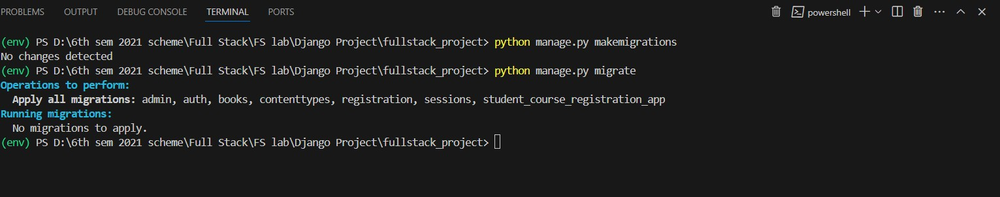 PROBLEMS OUTPUT DEBUG CONSOLE TERMINAL PORTS powershell
(env) PS D:\6th sem 2021 scheme\Full Stack\FS lab\Django Project\fullstack_project> python manage.py makemigrations
No changes detected
(env) PS D:\6th sem 2021 scheme\Full Stack\FS lab\Django Project\fullstack_project> python manage.py migrate
Operations to perform:
  Apply all migrations: admin, auth, books, contenttypes, registration, sessions, student_course_registration_app
Running migrations:
  No migrations to apply.
(env) PS D:\6th sem 2021 scheme\Full Stack\FS lab\Django Project\fullstack_project>